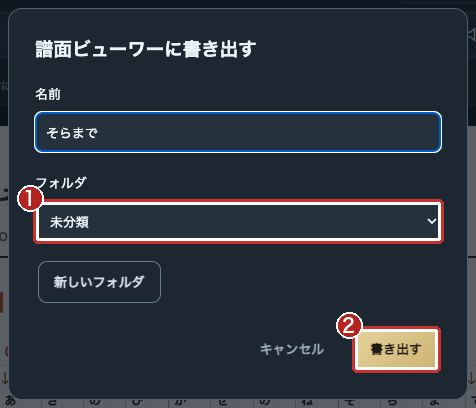 譜面ビューワーに書き出す
名前
そらまで
フォルダ
1
未分類
新しいフォルダ
2
キャンセル 書き出す